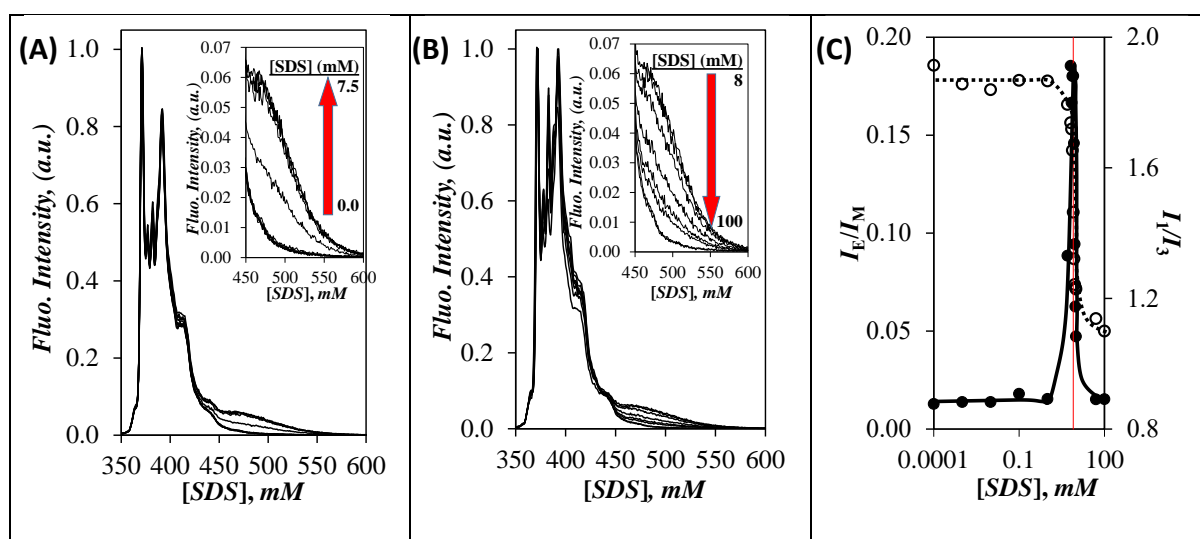 (A)
Fluo. Intensity, (a.u.)
1.0
0.8
0.6
0.4
0.2
0.0
350 400 450 500 550 600
[SDS], mM
Fluo. Intensity, (a.u.)
0.07
0.06
0.05
0.04
0.03
0.02
0.01
0.00
450 500 550 600
[SDS], mM
[SDS] (mM)
7.5
0.0
(B)
Fluo. Intensity, (a.u.)
1.0
0.8
0.6
0.4
0.2
0.0
350 400 450 500 550 600
[SDS], mM
Fluo. Intensity, (a.u.)
0.07
0.06
0.05
0.04
0.03
0.02
0.01
0.00
450 500 550 600
[SDS], mM
[SDS] (mM)
8
100
(C)
IE/IM
0.20
0.15
0.10
0.05
0.00
0.0001 0.1 100
[SDS], mM
2.0
1.6
1.2
0.8
I1/I3